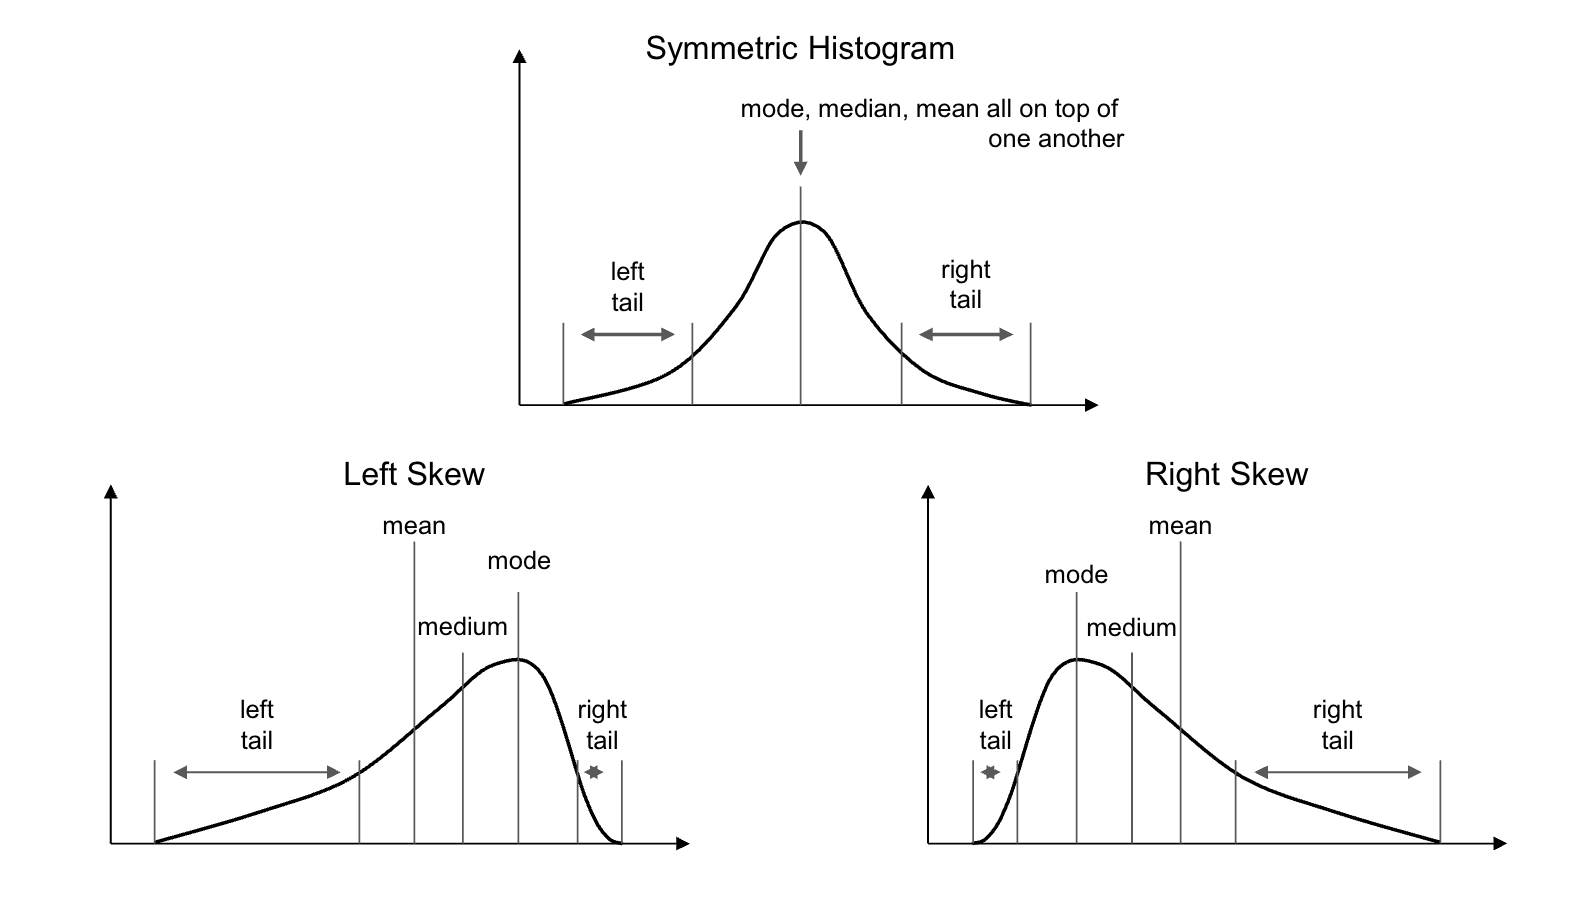 Symmetric Histogram
mode, median, mean all on top of
one another
left
tail
right
tail
Left Skew
mean
mode
medium
left
tail
right
tail
Right Skew
mean
mode
medium
left
tail
right
tail